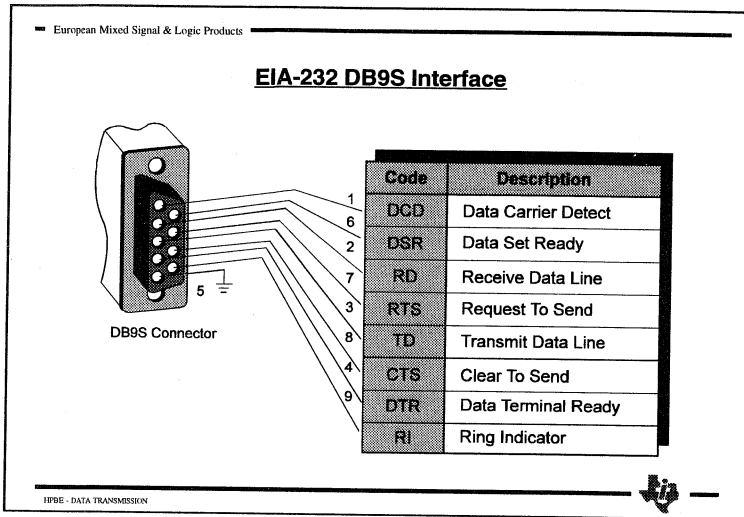 European Mixed Signal & Logic Products
EIA-232 DB9S Interface
Code Description
1 DCD Data Carrier Detect
6 DSR Data Set Ready
2 RD Receive Data Line
7 RTS Request To Send
3 TD Transmit Data Line
8 CTS Clear To Send
4 DTR Data Terminal Ready
9 RI Ring Indicator
5
DB9S Connector
HPBE - DATA TRANSMISSION